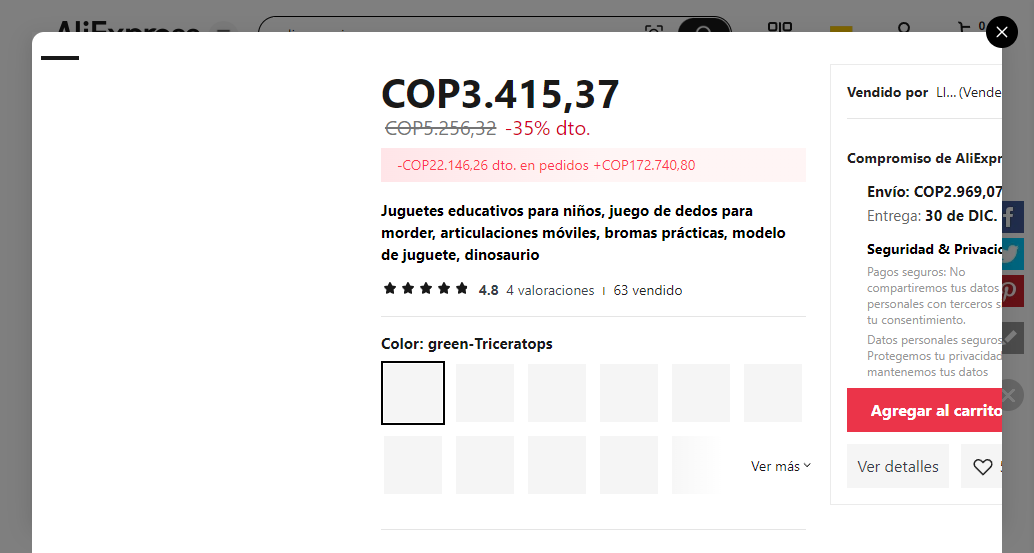 AliExpress
COP3.415,37
COP5.256,32 -35% dto.
-COP22.146,26 dto. en pedidos +COP172.740,80
Juguetes educativos para niños, juego de dedos para
morder, articulaciones móviles, bromas prácticas, modelo
de juguete, dinosaurio
4.8 4 valoraciones 63 vendido
Color: green-Triceratops
Ver más
Vendido por Ll... (Vende
Compromiso de AliExpr
Envío: COP2.969,07
Entrega: 30 de DIC.
Seguridad & Privacid
Pagos seguros: No
compartiremos tus datos
personales con terceros s
tu consentimiento.
Datos personales seguros
Protegemos tu privacidad
mantenemos tus datos
Agregar al carrito
Ver detalles